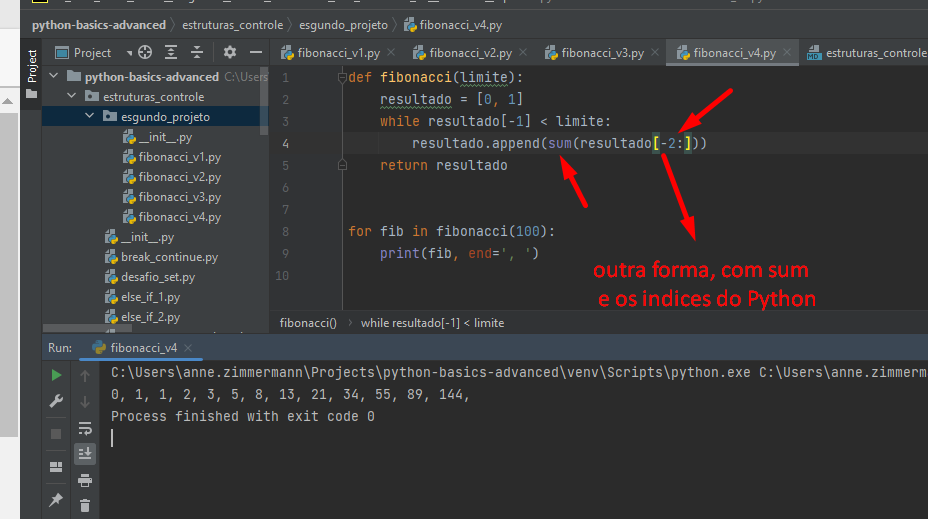 python-basics-advanced > estruturas_controle > esgundo_projeto > fibonacci_v4.py
Project
fibonacci_v1.py
fibonacci_v2.py
fibonacci_v3.py
fibonacci_v4.py
estruturas_controle
Project
python-basics-advanced C:\Users
estruturas_controle
esgundo_projeto
__init__.py
fibonacci_v1.py
fibonacci_v2.py
fibonacci_v3.py
fibonacci_v4.py
__init__.py
break_continue.py
desafio_set.py
else_if_1.py
else_if_2.py
1 def fibonacci(limite):
2 resultado = [0, 1]
3 while resultado[-1] < limite:
4 resultado.append(sum(resultado[-2:]))
5 return resultado
6
7
8 for fib in fibonacci(100):
9 print(fib, end=', ')
10
outra forma, com sum
e os indices do Python
fibonacci() > while resultado[-1] < limite
Run: fibonacci_v4
C:\Users\anne.zimmermann\Projects\python-basics-advanced\venv\Scripts\python.exe C:\Users\anne.zimmerm
0, 1, 1, 2, 3, 5, 8, 13, 21, 34, 55, 89, 144,
Process finished with exit code 0